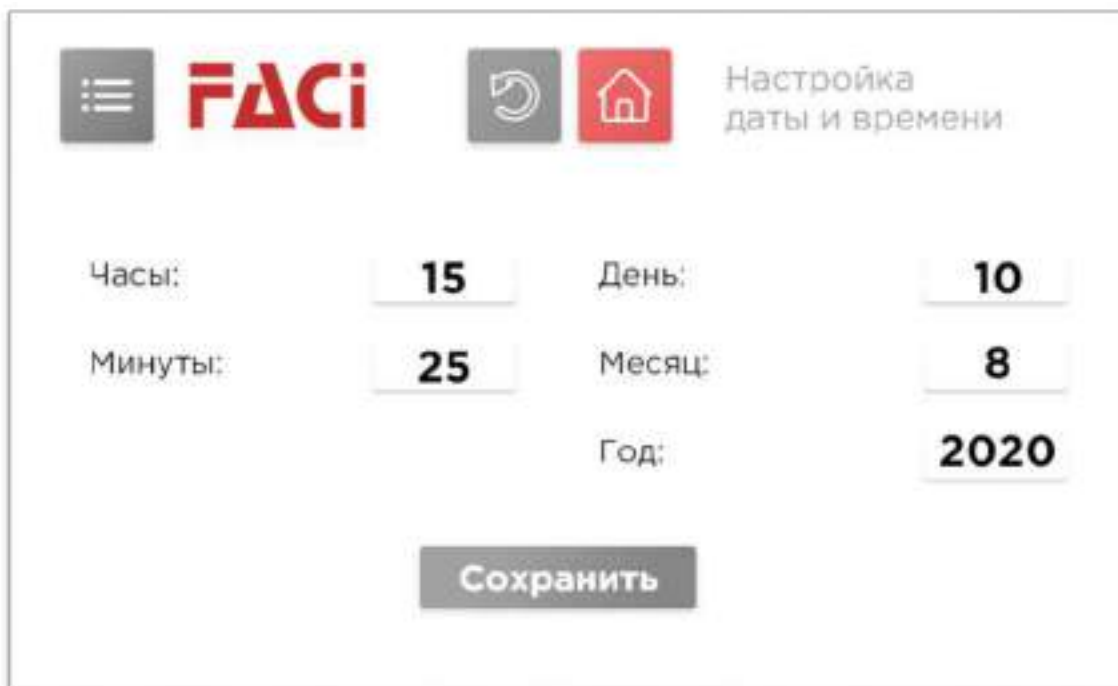 FACi
Настройка
даты и времени
Часы: 15 День: 10
Минуты: 25 Месяц: 8
Год: 2020
Сохранить